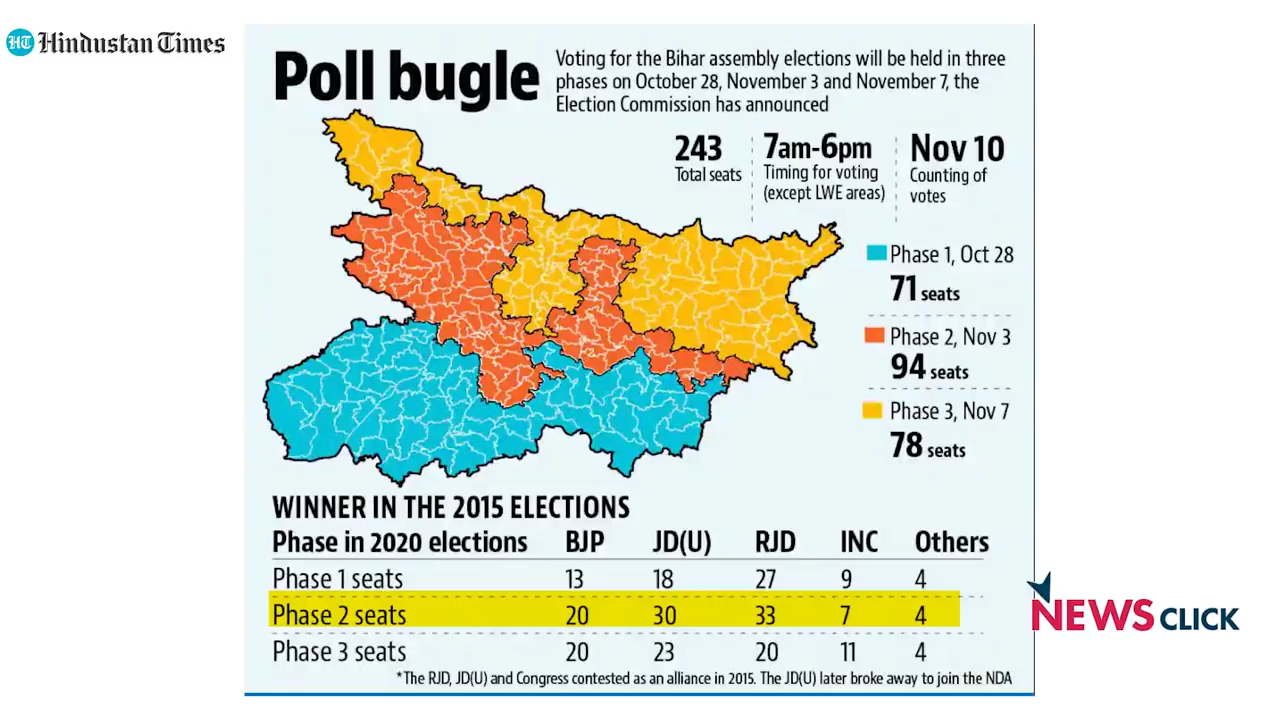 HT Hindustan Times
Poll bugle
Voting for the Bihar assembly elections will be held in three
phases on October 28, November 3 and November 7, the
Election Commission has announced
243
Total seats
7am-6pm
Timing for voting
(except LWE areas)
Nov 10
Counting of
votes
Phase 1, Oct 28
71 seats
Phase 2, Nov 3
94 seats
Phase 3, Nov 7
78 seats
WINNER IN THE 2015 ELECTIONS
Phase in 2020 elections BJP JD(U) RJD INC Others
Phase 1 seats 13 18 27 9 4
Phase 2 seats 20 30 33 7 4
Phase 3 seats 20 23 20 11 4
*The RJD, JD(U) and Congress contested as an alliance in 2015. The JD(U) later broke away to join the NDA
NEWS CLICK